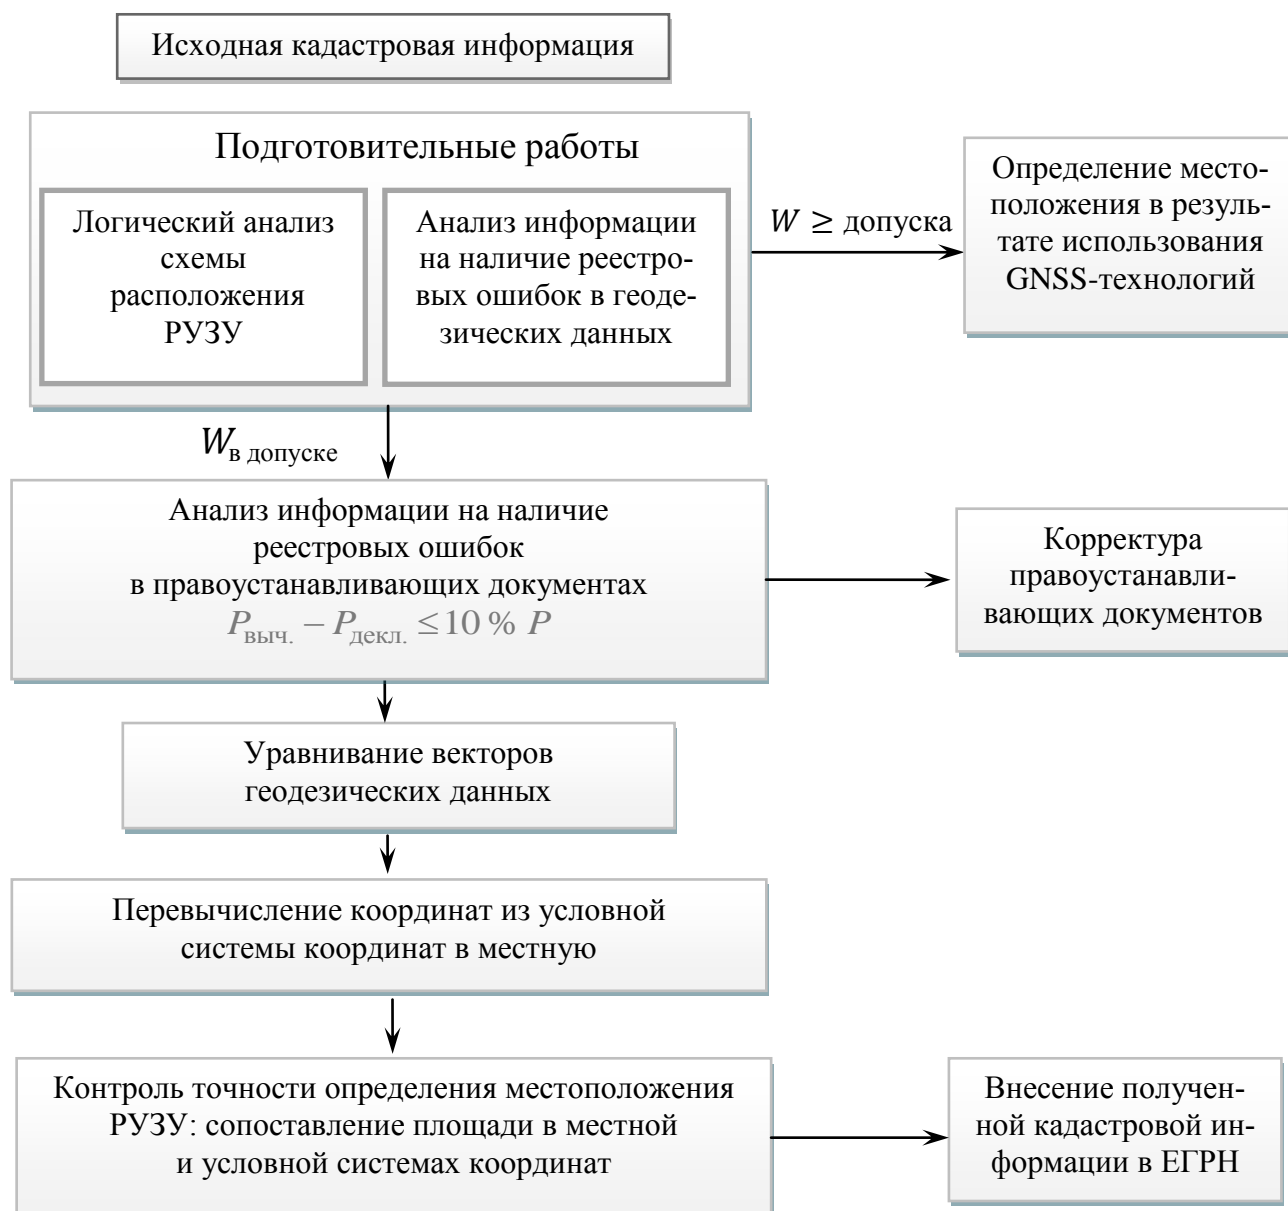 Исходная кадастровая информация
Подготовительные работы
Логический анализ
схемы
расположения
РУЗУ
Анализ информации
на наличие реестро-
вых ошибок в геоде-
зических данных
W ≥ допуска
Определение место-
положения в резуль-
тате использования
GNSS-технологий
W в допуске
Анализ информации на наличие
реестровых ошибок
в правоустанавливающих документах
P выч. − P декл. ≤ 10 % P
Корректура
правоустанавли-
вающих документов
Уравнивание векторов
геодезических данных
Перевычисление координат из условной
системы координат в местную
Контроль точности определения местоположения
РУЗУ: сопоставление площади в местной
и условной системах координат
Внесение получен-
ной кадастровой ин-
формации в ЕГРН